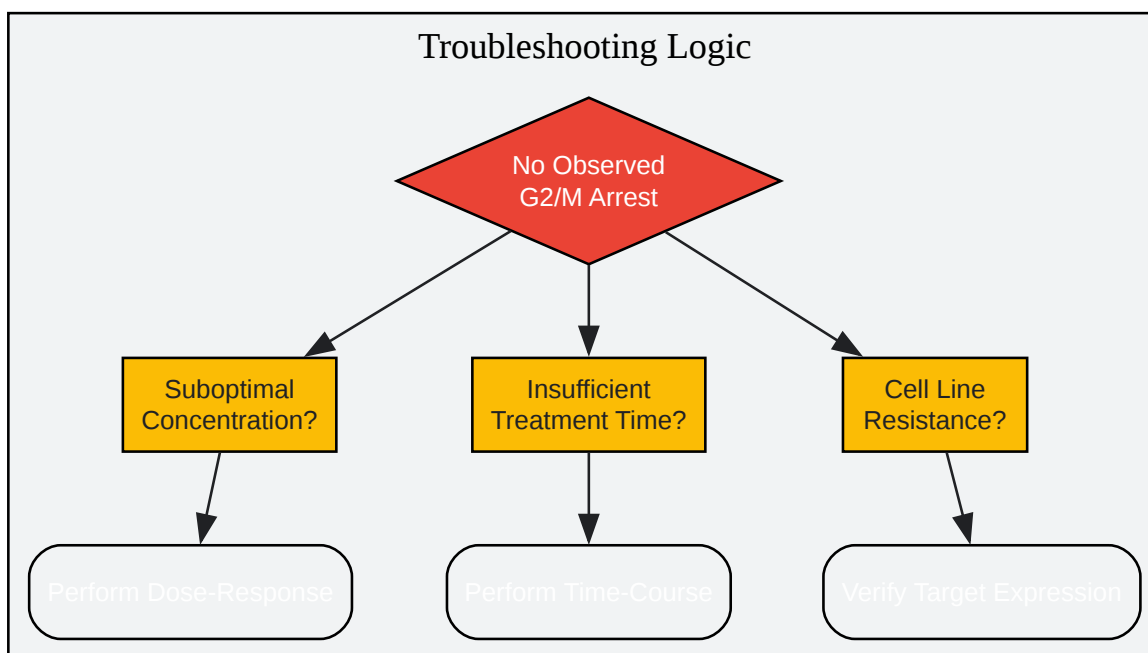 Troubleshooting Logic
No Observed
G2/M Arrest
Suboptimal
Concentration?
Insufficient
Treatment Time?
Cell Line
Resistance?
Perform Dose-Response
Perform Time-Course
Verify Target Expression